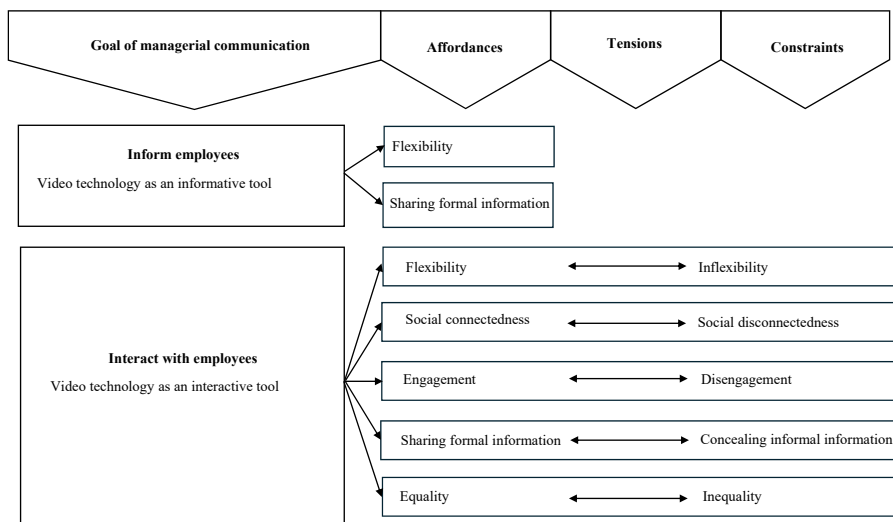 Goal of managerial communication
Affordances
Tensions
Constraints
Inform employees
Video technology as an informative tool
Flexibility
Sharing formal information
Interact with employees
Video technology as an interactive tool
Flexibility
Inflexibility
Social connectedness
Social disconnectedness
Engagement
Disengagement
Sharing formal information
Concealing informal information
Equality
Inequality